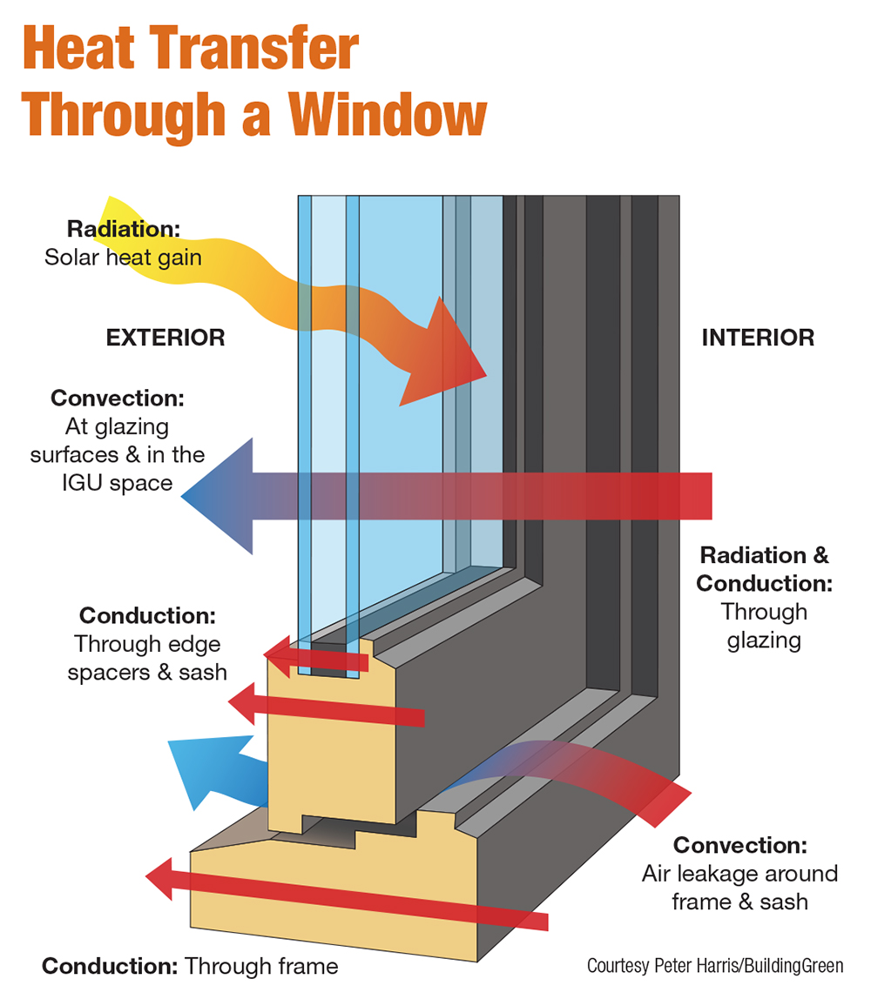 Heat Transfer
Through a Window
Radiation:
Solar heat gain
EXTERIOR
INTERIOR
Convection:
At glazing
surfaces & in the
IGU space
Radiation &
Conduction:
Through
glazing
Conduction:
Through edge
spacers & sash
Convection:
Air leakage around
frame & sash
Conduction: Through frame
Courtesy Peter Harris/BuildingGreen